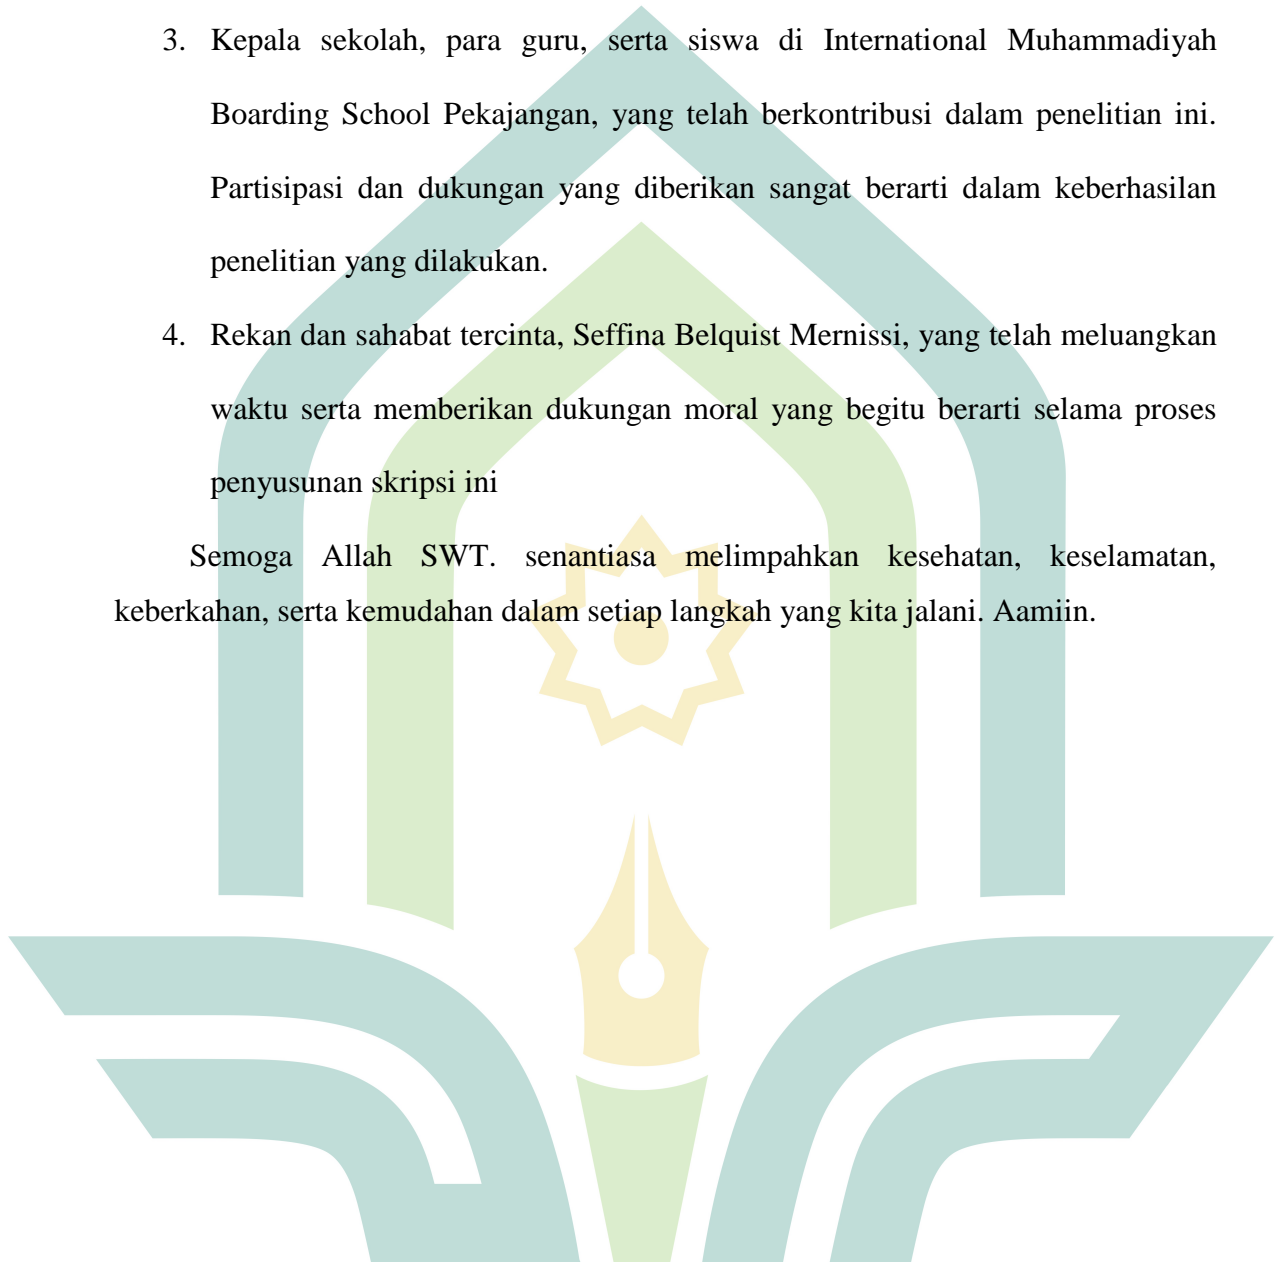 3. Kepala sekolah, para guru, serta siswa di International Muhammadiyah
Boarding School Pekajangan, yang telah berkontribusi dalam penelitian ini.
Partisipasi dan dukungan yang diberikan sangat berarti dalam keberhasilan
penelitian yang dilakukan.
4. Rekan dan sahabat tercinta, Seffina Belquist Mernissi, yang telah meluangkan
waktu serta memberikan dukungan moral yang begitu berarti selama proses
penyusunan skripsi ini
Semoga Allah SWT. senantiasa melimpahkan kesehatan, keselamatan,
keberkahan, serta kemudahan dalam setiap langkah yang kita jalani. Aamiin.